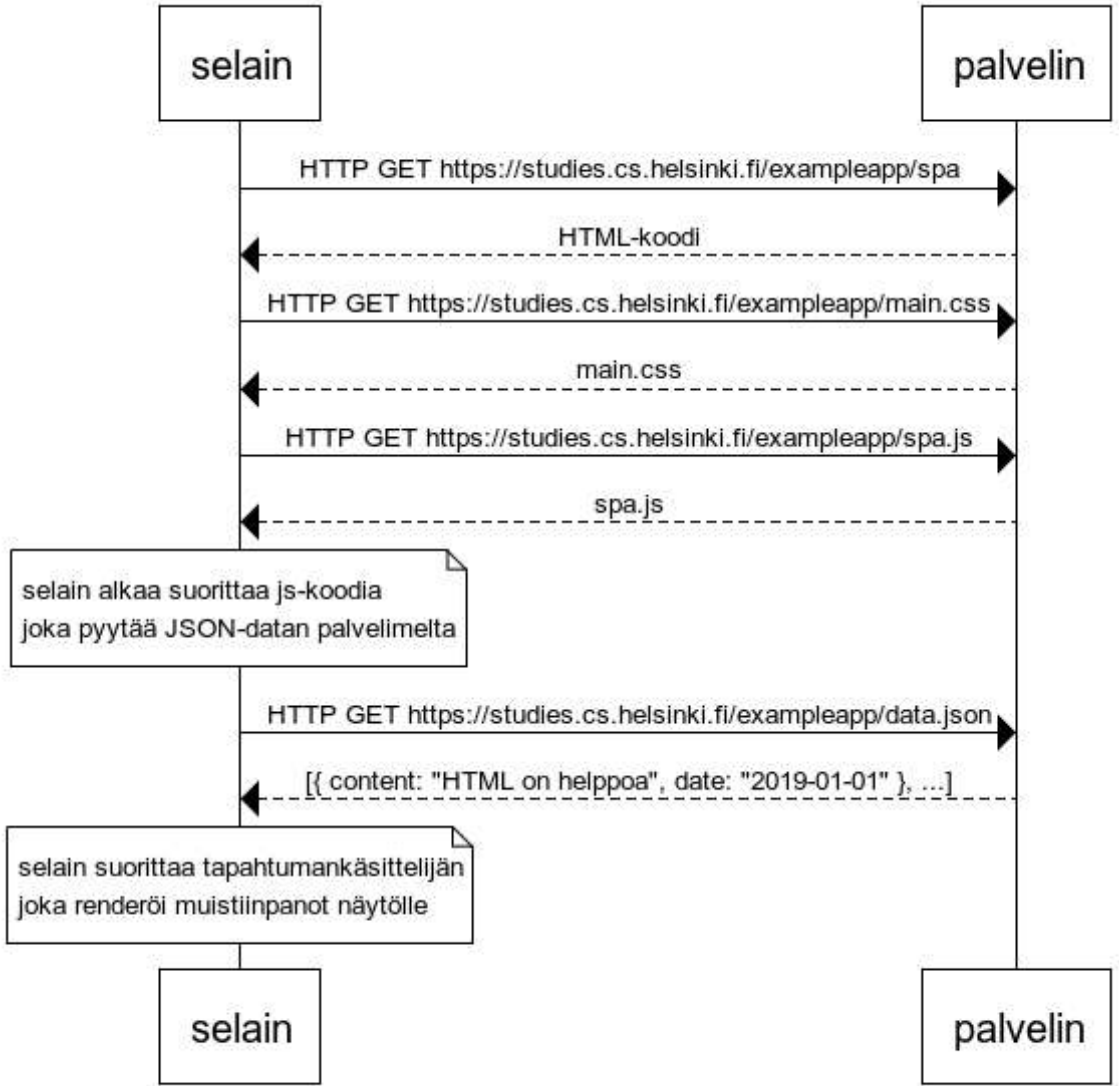 selain
palvelin
HTTP GET https://studies.cs.helsinki.fi/exampleapp/spa
HTML-koodi
HTTP GET https://studies.cs.helsinki.fi/exampleapp/main.css
main.css
HTTP GET https://studies.cs.helsinki.fi/exampleapp/spa.js
spa.js
selain alkaa suorittaa js-koodia
joka pyytää JSON-datan palvelimelta
HTTP GET https://studies.cs.helsinki.fi/exampleapp/data.json
[{ content: "HTML on helppoa", date: "2019-01-01" }, ...]
selain suorittaa tapahtumankäsittelijän
joka renderöi muistiinpanot näytölle
selain
palvelin